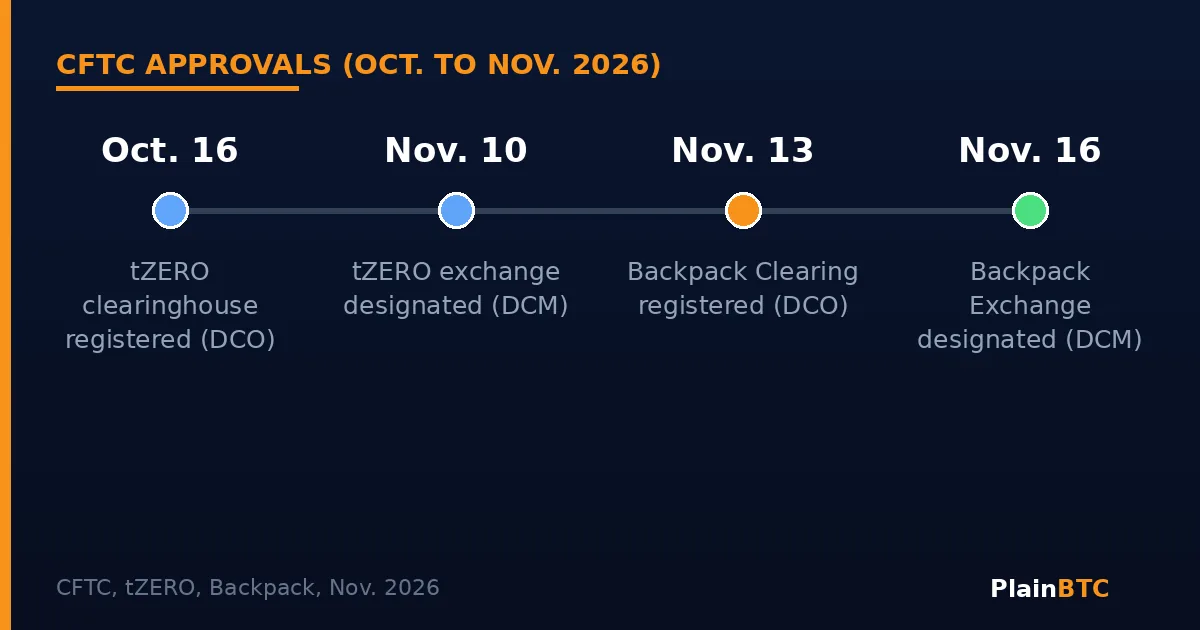 CFTC APPROVALS (OCT. TO NOV. 2026)
Oct. 16
tZERO
clearinghouse
registered (DCO)
Nov. 10
tZERO exchange
designated (DCM)
Nov. 13
Backpack Clearing
registered (DCO)
Nov. 16
Backpack
Exchange
designated (DCM)
CFTC, tZERO, Backpack, Nov. 2026
PlainBTC